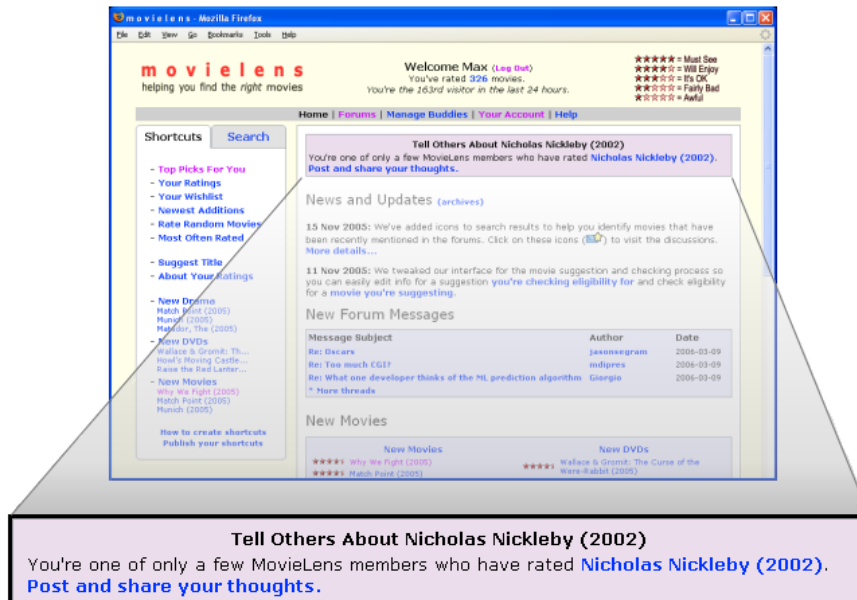 movielens - Mozilla Firefox
File Edit View Go Bookmarks Tools Help
movielens
helping you find the right movies
Welcome Max (Log Out)
You've rated 326 movies.
You're the 163rd visitor in the last 24 hours.
★★★★★ = Must See
★★★★☆ = Will Enjoy
★★★☆☆ = It's OK
★★☆☆☆ = Fairly Bad
★☆☆☆☆ = Awful
Home | Forums | Manage Buddies | Your Account | Help
Shortcuts Search
- Top Picks For You
- Your Ratings
- Your Wishlist
- Newest Additions
- Rate Random Movies
- Most Often Rated
- Suggest Title
- About Your Ratings
- New Drama
Match Point (2005)
Munich (2005)
Matador, The (2005)
- New DVDs
Wallace & Gromit: Th...
Howl's Moving Castle...
Raise the Red Lanter...
- New Movies
Why We Fight (2005)
Match Point (2005)
Munich (2005)
How to create shortcuts
Publish your shortcuts
Tell Others About Nicholas Nickleby (2002)
You're one of only a few MovieLens members who have rated Nicholas Nickleby (2002).
Post and share your thoughts.
News and Updates (archives)
15 Nov 2005: We've added icons to search results to help you identify movies that have
been recently mentioned in the forums. Click on these icons ( ) to visit the discussions.
More details...
11 Nov 2005: We tweaked our interface for the movie suggestion and checking process so
you can easily edit info for a suggestion you're checking eligibility for and check eligibility
for a movie you're suggesting.
New Forum Messages
Message Subject Author Date
Re: Oscars jasonsegram 2006-03-09
Re: Too much CGI? mdipres 2006-03-09
Re: What one developer thinks of the ML prediction algorithm Giorgio 2006-03-09
* More threads
New Movies
New Movies New DVDs
Why We Fight (2005) Wallace & Gromit: The Curse of the
Were-Rabbit (2005)
Match Point (2005)
Tell Others About Nicholas Nickleby (2002)
You're one of only a few MovieLens members who have rated Nicholas Nickleby (2002).
Post and share your thoughts.